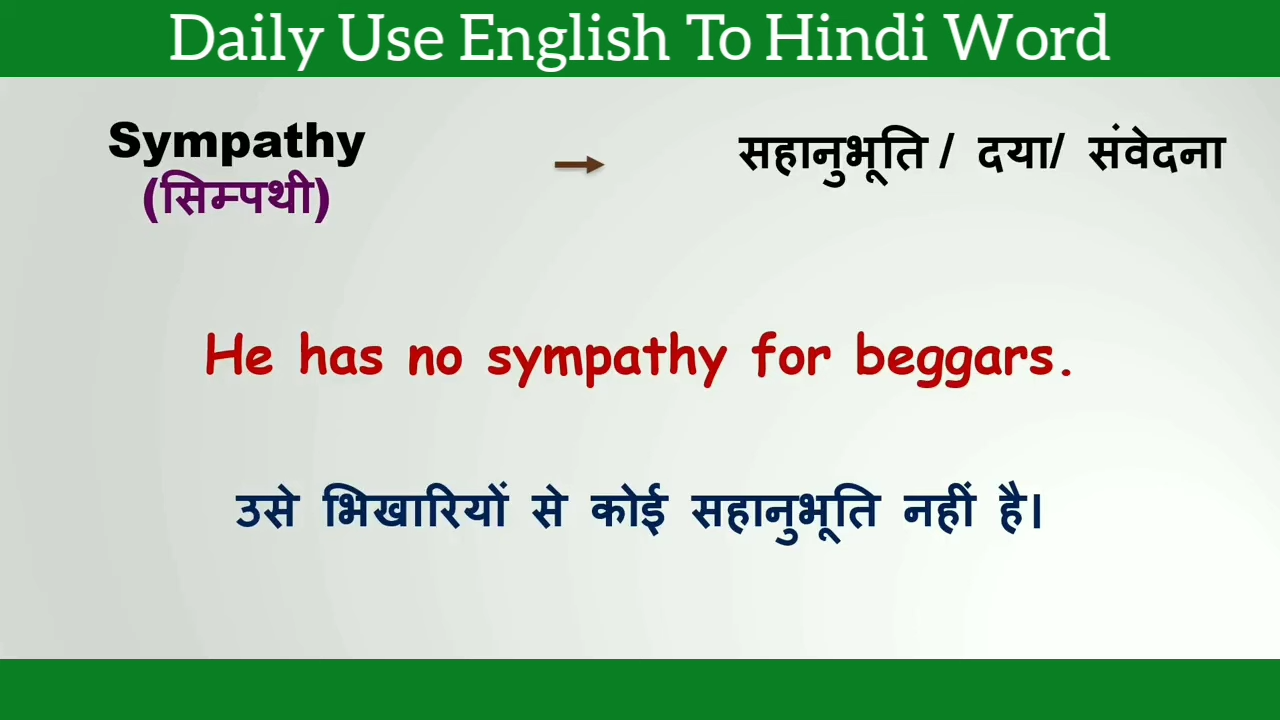 Daily Use English To Hindi Word
Sympathy
(सिम्पथी)
सहानुभूति / दया/ संवेदना
He has no sympathy for beggars.
उसे भिखारियों से कोई सहानुभूति नहीं है।